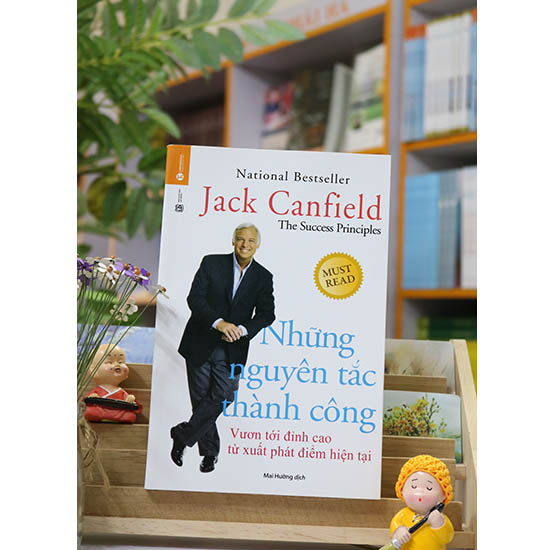 National Bestseller
Jack Canfield
The Success Principles
MUST
READ
Những
nguyên tắc
thành công
Vươn tới đỉnh cao
từ xuất phát điểm hiện tại
Mai Hường dịch